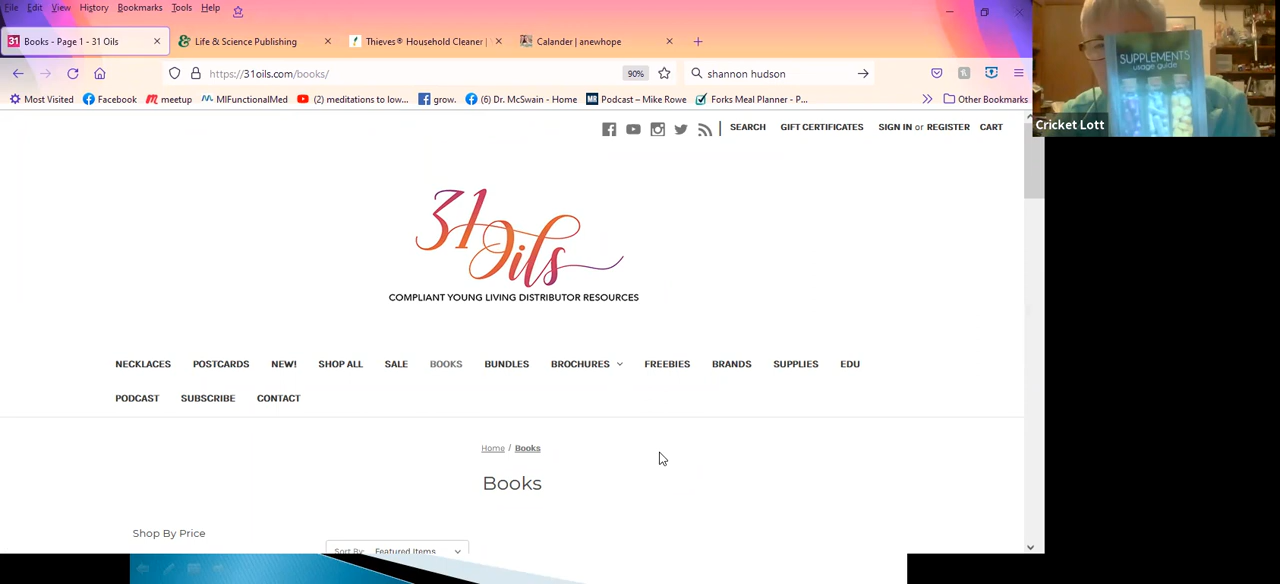 File Edit View History Bookmarks Tools Help
31 Books - Page 1 - 31 Oils
Life & Science Publishing
Thieves® Household Cleaner |
Calander | anewhope
https://31oils.com/books/
90%
shannon hudson
Most Visited
Facebook
meetup
MIFunctionalMed
(2) meditations to low...
grow.
(6) Dr. McSwain - Home
MR Podcast – Mike Rowe
Forks Meal Planner - P...
Other Bookmarks
SUPPLEMENTS
usage guide
Cricket Lott
SEARCH GIFT CERTIFICATES SIGN IN or REGISTER CART
31 Oils
COMPLIANT YOUNG LIVING DISTRIBUTOR RESOURCES
NECKLACES POSTCARDS NEW! SHOP ALL SALE BOOKS BUNDLES BROCHURES FREEBIES BRANDS SUPPLIES EDU
PODCAST SUBSCRIBE CONTACT
Home / Books
Books
Shop By Price
Sort By: Featured Items